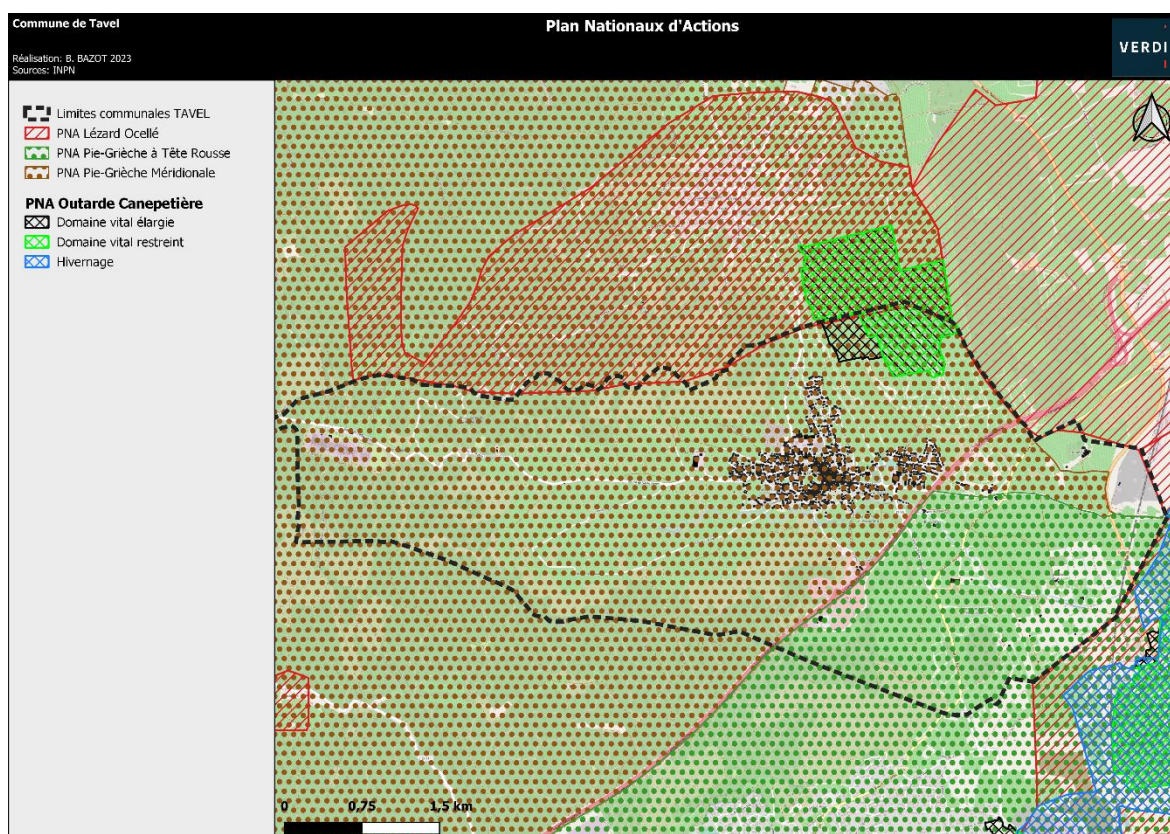 Commune de Tavel
Plan Nationaux d'Actions
Réalisation: B. BAZOT 2023
Sources: INPN
VERDI
Limites communales TAVEL
PNA Lézard Ocellé
PNA Pie-Grièche à Tête Rousse
PNA Pie-Grièche Méridionale
PNA Outarde Canepetière
Domaine vital élargie
Domaine vital restreint
Hivernage
0 0,75 1,5 km